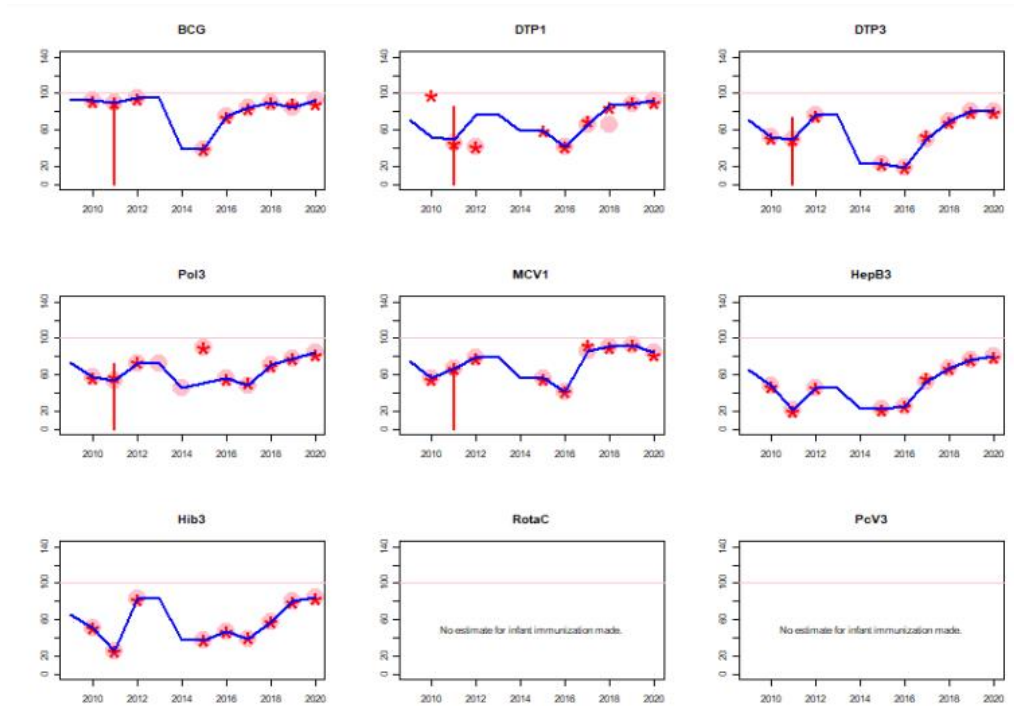 BCG DTP1 DTP3
0 20 60 100 140
2010 2012 2014 2016 2018 2020
0 20 60 100 140
2010 2012 2014 2016 2018 2020
0 20 60 100 140
2010 2012 2014 2016 2018 2020
Pol3 MCV1 HepB3
0 20 60 100 140
2010 2012 2014 2016 2018 2020
0 20 60 100 140
2010 2012 2014 2016 2018 2020
0 20 60 100 140
2010 2012 2014 2016 2018 2020
Hib3 RotaC PcV3
0 20 60 100 140
2010 2012 2014 2016 2018 2020
0 20 60 100 140
No estimate for infant immunization made.
2010 2012 2014 2016 2018 2020
0 20 60 100 140
No estimate for infant immunization made.
2010 2012 2014 2016 2018 2020